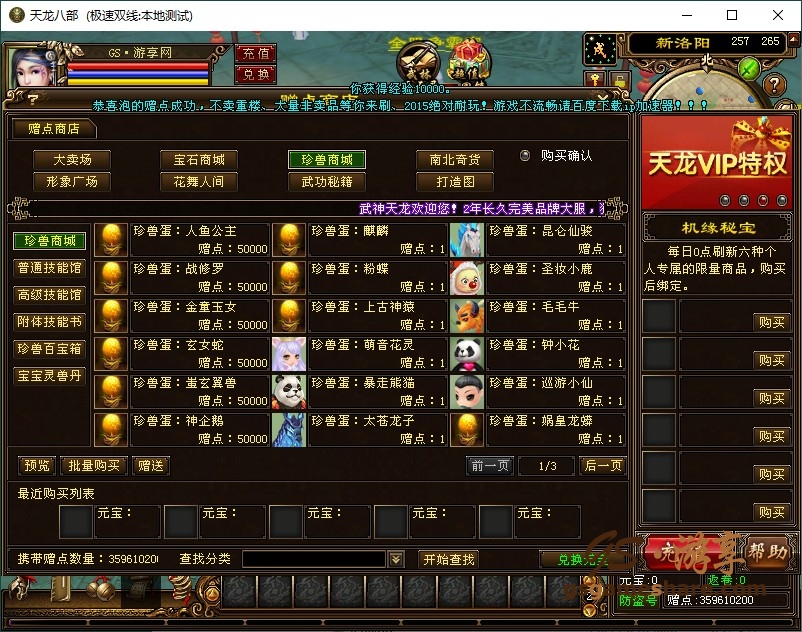 天龙八部 (极速双线:本地测试)
GS·游享网
充值
兑换
新洛阳 257 265
北
你获得经验10000。
恭喜泡的赠点成功，不卖重楼、大量非卖品等你来刷、2015绝对耐玩！游戏不流畅请百度下载ip加速器！！！
赠点商店
大卖场 宝石商城 珍兽商城 南北奇货 购买确认
形象广场 花舞人间 武功秘籍 打造图
武神天龙欢迎您！2年长久完美品牌大服，
天龙VIP特权
机缘秘宝
每日0点刷新六种个
人专属的限量商品，购买
后绑定。
珍兽商城
普通技能馆
高级技能馆
附体技能书
珍兽百宝箱
宝宝灵兽丹
珍兽蛋：人鱼公主 珍兽蛋：麒麟 珍兽蛋：昆仑仙骏
赠点：50000 赠点：1 赠点：1
珍兽蛋：战修罗 珍兽蛋：粉蝶 珍兽蛋：圣妆小鹿
赠点：50000 赠点：1 赠点：1
珍兽蛋：金童玉女 珍兽蛋：上古神猿 珍兽蛋：毛毛牛
赠点：50000 赠点：1 赠点：1
珍兽蛋：玄女蛇 珍兽蛋：萌音花灵 珍兽蛋：钟小花
赠点：50000 赠点：1 赠点：1
珍兽蛋：蚩玄翼兽 珍兽蛋：暴走熊猫 珍兽蛋：巡游小仙
赠点：50000 赠点：1 赠点：1
珍兽蛋：神企鹅 珍兽蛋：太苍龙子 珍兽蛋：娲皇龙蟒
赠点：50000 赠点：1 赠点：1
购买
购买
购买
购买
购买
购买
预览 批量购买 赠送 前一页 1/3 后一页
最近购买列表
元宝： 元宝： 元宝： 元宝： 元宝：
携带赠点数量：35961020 查找分类 开始查找 兑换元宝
帮助
元宝:0 返卷:0
防盗号 赠点:359610200